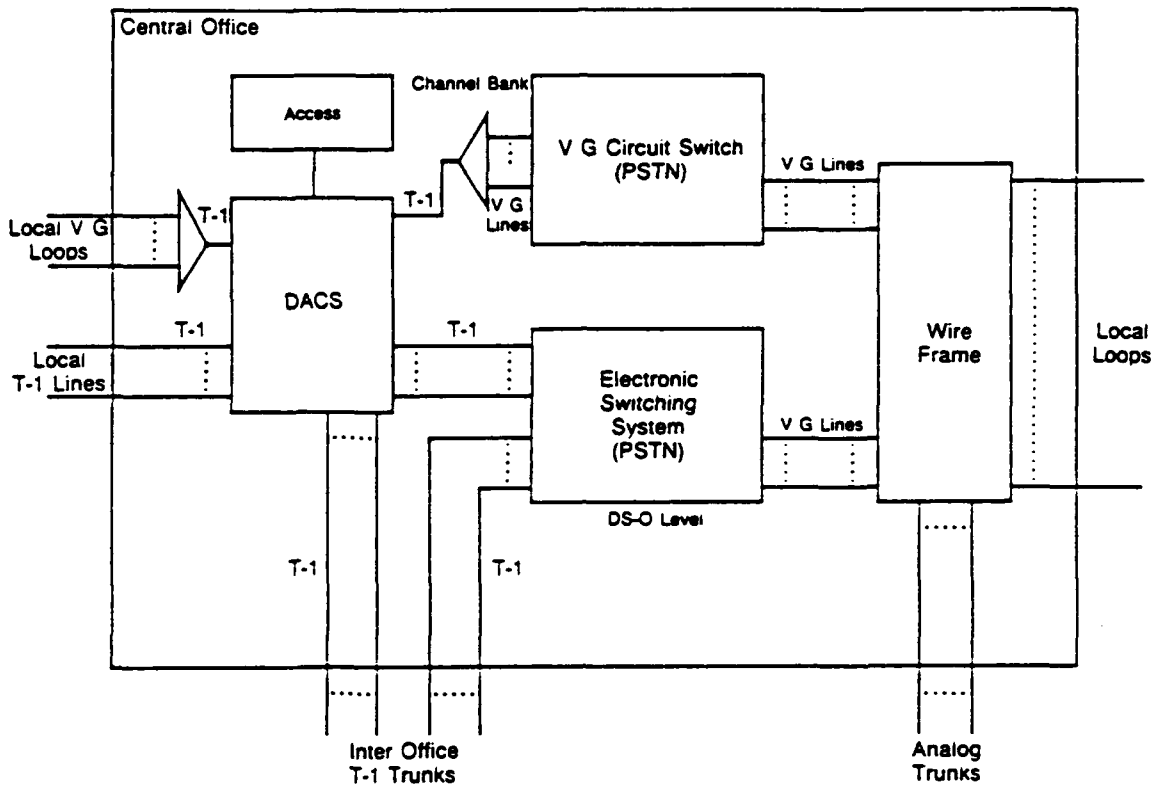 Central Office
Access
Channel Bank
V G Circuit Switch
(PSTN)
V G Lines
T-1
V G
Lines
T-1
Local V G
Loops
DACS
T-1
T-1
Local
T-1 Lines
Wire
Frame
Local
Loops
Electronic
Switching
System
(PSTN)
V G Lines
DS-O Level
T-1
T-1
Inter Office
T-1 Trunks
Analog
Trunks